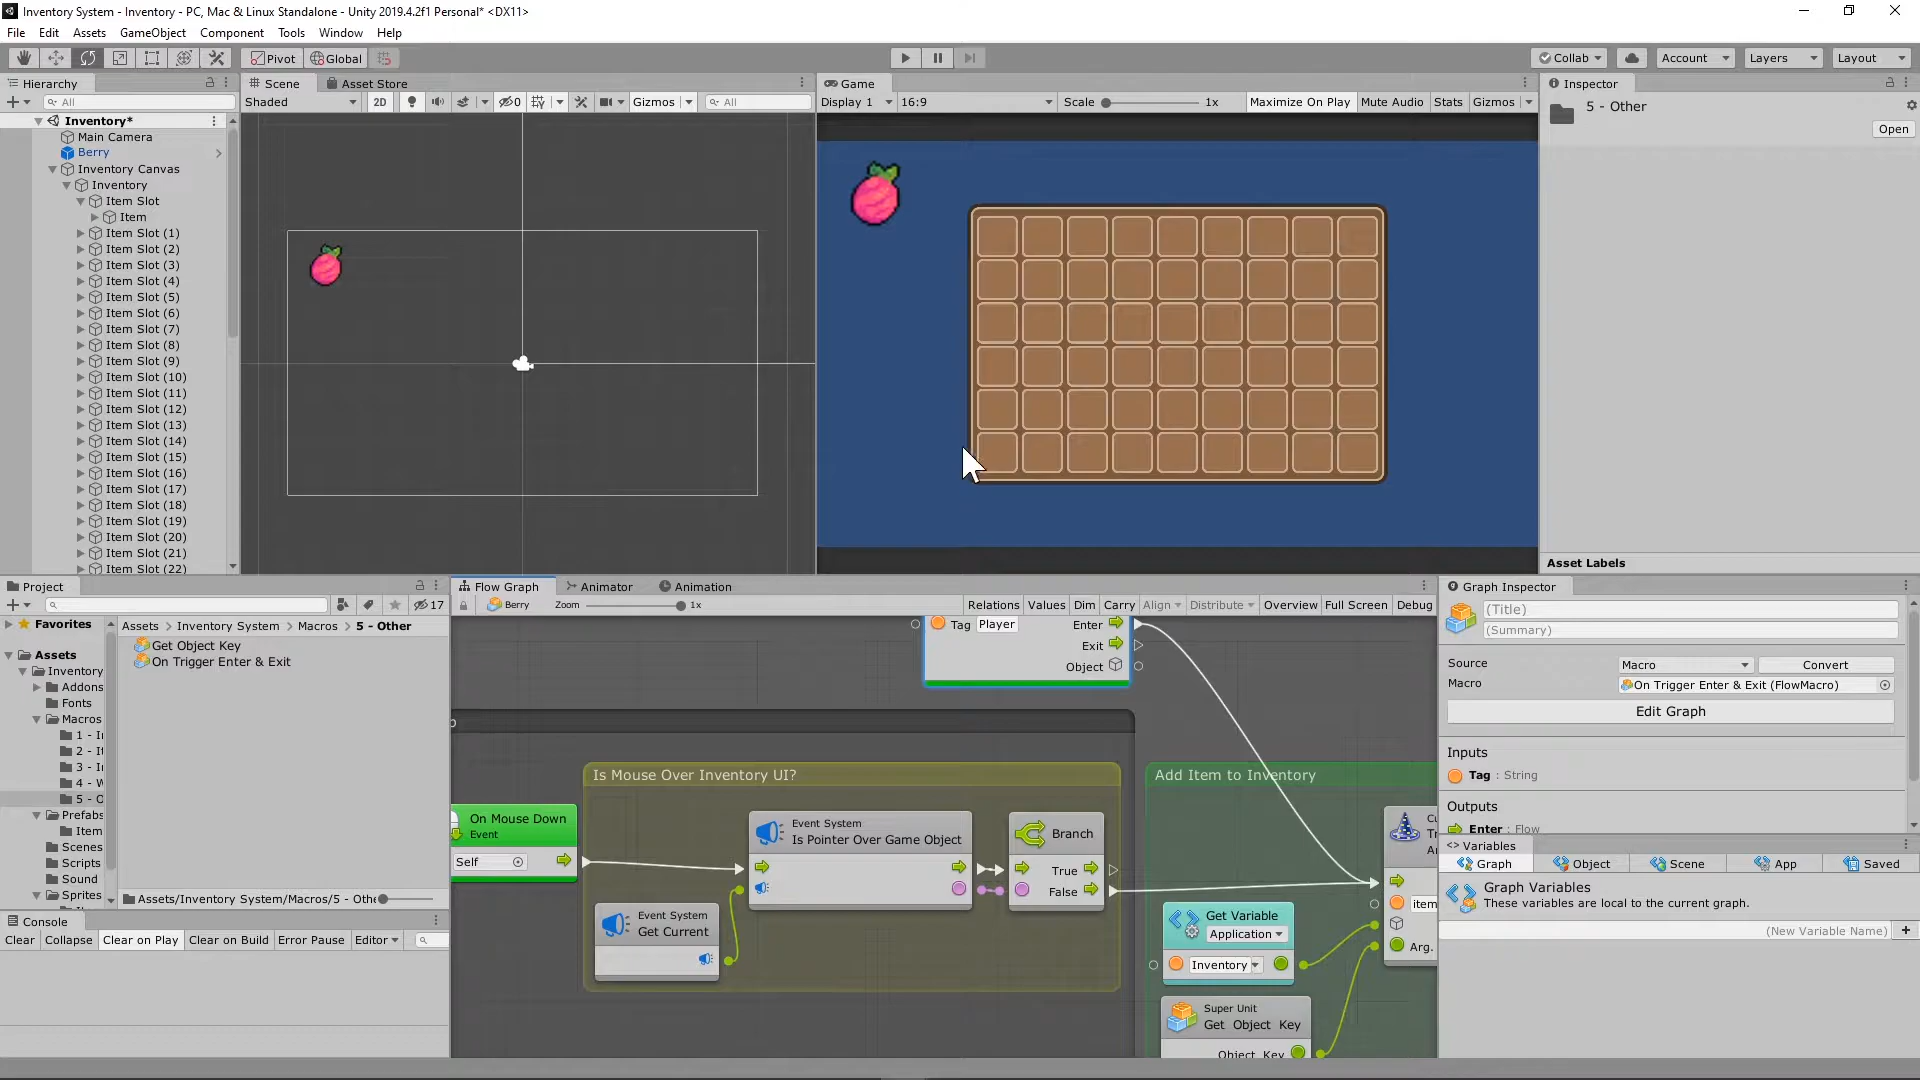 Inventory System - Inventory - PC, Mac & Linux Standalone - Unity 2019.4.2f1 Personal* <DX11>
File Edit Assets GameObject Component Tools Window Help
Pivot Global Collab Account Layers Layout
Hierarchy Scene Asset Store Game Inspector
All Shaded 2D 0 Gizmos All Display 1 16:9 Scale 1x Maximize On Play Mute Audio Stats Gizmos
5 - Other
Open
Inventory*
Main Camera
Berry
Inventory Canvas
Inventory
Item Slot
Item
Item Slot (1)
Item Slot (2)
Item Slot (3)
Item Slot (4)
Item Slot (5)
Item Slot (6)
Item Slot (7)
Item Slot (8)
Item Slot (9)
Item Slot (10)
Item Slot (11)
Item Slot (12)
Item Slot (13)
Item Slot (14)
Item Slot (15)
Item Slot (16)
Item Slot (17)
Item Slot (18)
Item Slot (19)
Item Slot (20)
Item Slot (21)
Item Slot (22)
Asset Labels
Project
17
Favorites
Assets
Inventory
Addons
Fonts
Macros
1 - I
2 - It
3 - I
4 - W
5 - O
Prefabs
Item
Scenes
Scripts
Sound
Sprites
Assets Inventory System Macros 5 - Other
Get Object Key
On Trigger Enter & Exit
Assets/Inventory System/Macros/5 - Othe
Console
Clear Collapse Clear on Play Clear on Build Error Pause Editor
Flow Graph Animator Animation
Berry Zoom 1x Relations Values Dim Carry Align Distribute Overview Full Screen Debug
Tag Player Enter
Exit
Object
Is Mouse Over Inventory UI?
On Mouse Down
Event
Self
Event System
Is Pointer Over Game Object
Event System
Get Current
Branch
True
False
Add Item to Inventory
Cu
Tr
A
item
Arg.
Get Variable
Application
Inventory
Super Unit
Get Object Key
Object Key
Graph Inspector
(Title)
(Summary)
Source Macro Convert
Macro On Trigger Enter & Exit (FlowMacro)
Edit Graph
Inputs
Tag : String
Outputs
Enter : Flow
Variables
Graph Object Scene App Saved
Graph Variables
These variables are local to the current graph.
(New Variable Name)